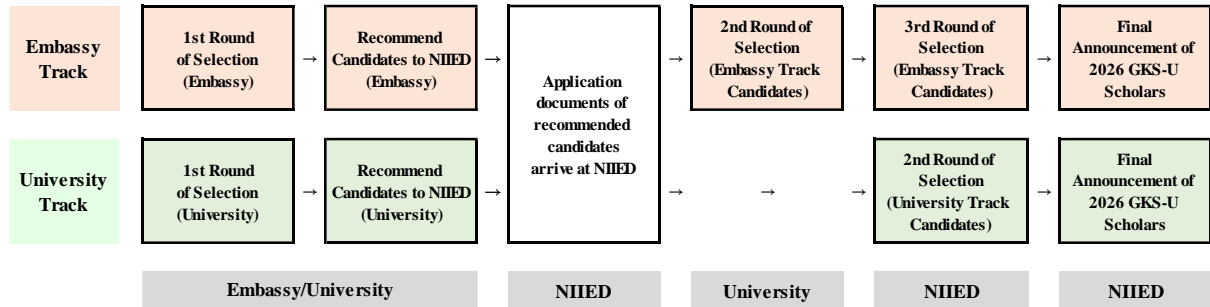 Embassy
Track
1st Round
of Selection
(Embassy)
→
Recommend
Candidates to NIIED
(Embassy)
→
Application
documents of
recommended
candidates
arrive at NIIED
→
2nd Round of
Selection
(Embassy Track
Candidates)
→
3rd Round of
Selection
(Embassy Track
Candidates)
→
Final
Announcement of
2026 GKS-U
Scholars
University
Track
1st Round
of Selection
(University)
→
Recommend
Candidates to NIIED
(University)
→
→
→
→
2nd Round of
Selection
(University Track
Candidates)
→
Final
Announcement of
2026 GKS-U
Scholars
Embassy/University
NIIED
University
NIIED
NIIED